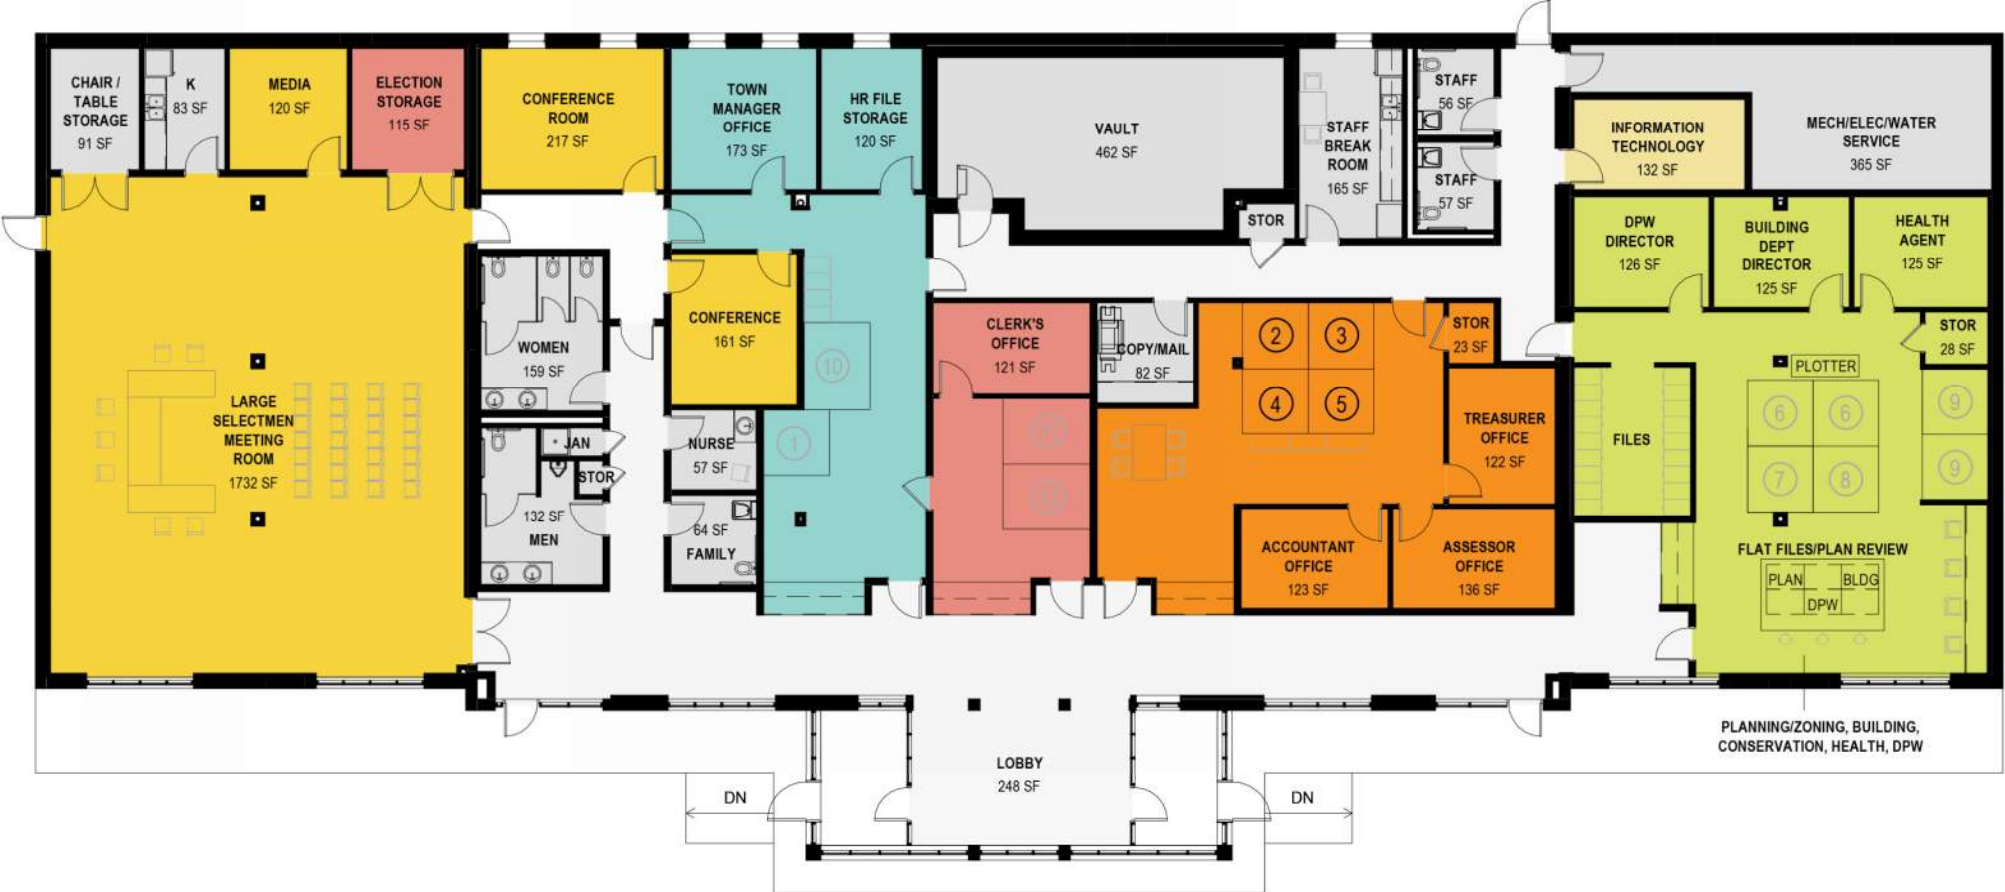 CHAIR /
TABLE
STORAGE
91 SF
K
83 SF
MEDIA
120 SF
ELECTION
STORAGE
115 SF
CONFERENCE
ROOM
217 SF
TOWN
MANAGER
OFFICE
173 SF
HR FILE
STORAGE
120 SF
VAULT
462 SF
STAFF
BREAK
ROOM
165 SF
STAFF
56 SF
STAFF
57 SF
INFORMATION
TECHNOLOGY
132 SF
MECH/ELEC/WATER
SERVICE
365 SF
STOR
DPW
DIRECTOR
126 SF
BUILDING
DEPT
DIRECTOR
125 SF
HEALTH
AGENT
125 SF
LARGE
SELECTMEN
MEETING
ROOM
1732 SF
WOMEN
159 SF
JAN
STOR
132 SF
MEN
CONFERENCE
161 SF
NURSE
57 SF
64 SF
FAMILY
10
1
CLERK'S
OFFICE
121 SF
COPY/MAIL
82 SF
2
3
4
5
STOR
23 SF
TREASURER
OFFICE
122 SF
ACCOUNTANT
OFFICE
123 SF
ASSESSOR
OFFICE
136 SF
FILES
STOR
28 SF
PLOTTER
6
6
7
8
9
9
FLAT FILES/PLAN REVIEW
PLAN
BLDG
DPW
PLANNING/ZONING, BUILDING,
CONSERVATION, HEALTH, DPW
LOBBY
248 SF
DN
DN